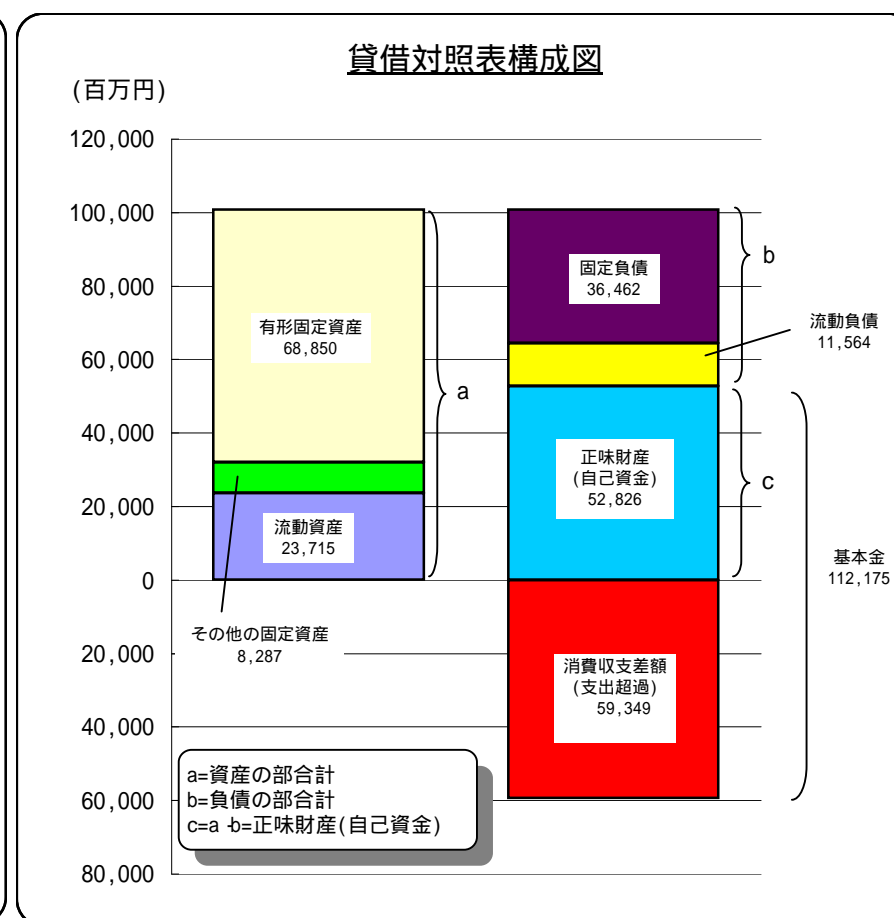 貸借対照表構成図
(百万円)
120,000
100,000
80,000
60,000
40,000
20,000
0
20,000
40,000
60,000
80,000
有形固定資産
68,850
流動資産
23,715
その他の固定資産
8,287
a
固定負債
36,462
b
流動負債
11,564
正味財産
(自己資金)
52,826
c
基本金
112,175
消費収支差額
(支出超過)
59,349
a=資産の部合計
b=負債の部合計
c=a-b=正味財産(自己資金)